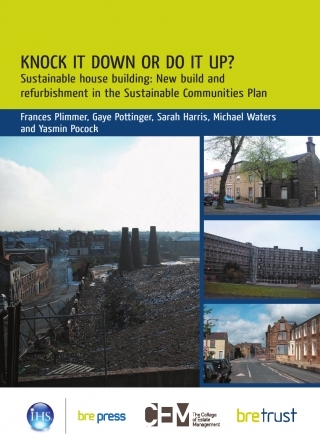 KNOCK IT DOWN OR DO IT UP?
Sustainable house building: New build and
refurbishment in the Sustainable Communities Plan
Frances Plimmer, Gaye Pottinger, Sarah Harris, Michael Waters
and Yasmin Pocock
IHS
bre press
CEM
The College
of Estate
Management
bretrust